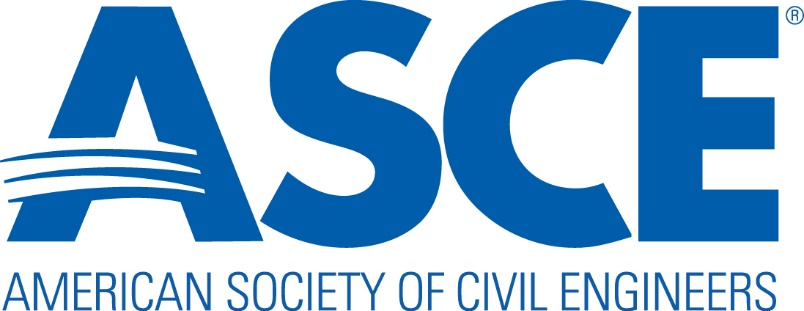 ASCE®
AMERICAN SOCIETY OF CIVIL ENGINEERS